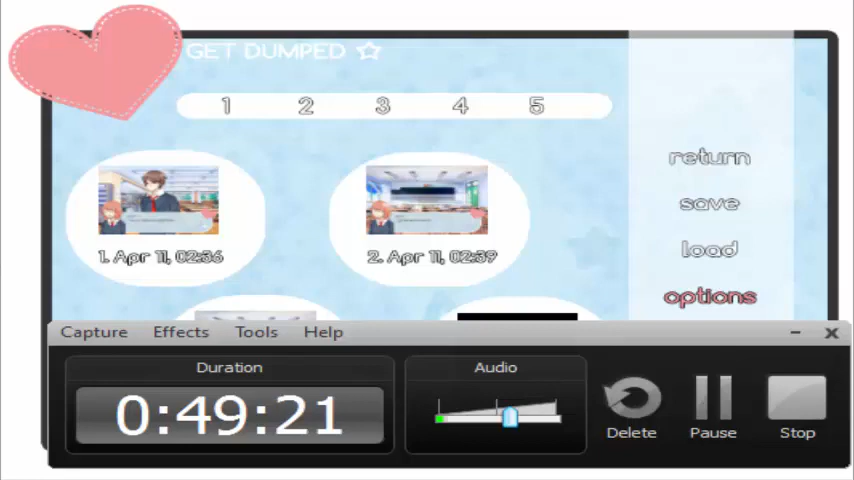 GET DUMPED ☆
1 2 3 4 5
return
save
load
options
1. Apr 11, 02:36
2. Apr 11, 02:39
Capture Effects Tools Help
Duration
0:49:21
Audio
Delete
Pause
Stop